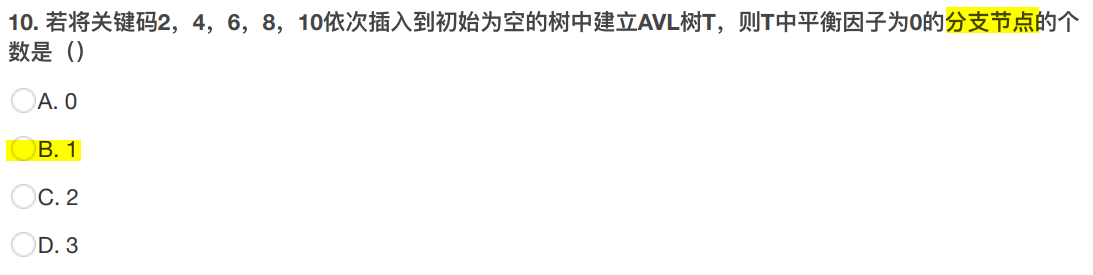 10. 若将关键码2，4，6，8，10依次插入到初始为空的树中建立AVL树T，则T中平衡因子为0的分支节点的个
数是（）
A. 0
B. 1
C. 2
D. 3